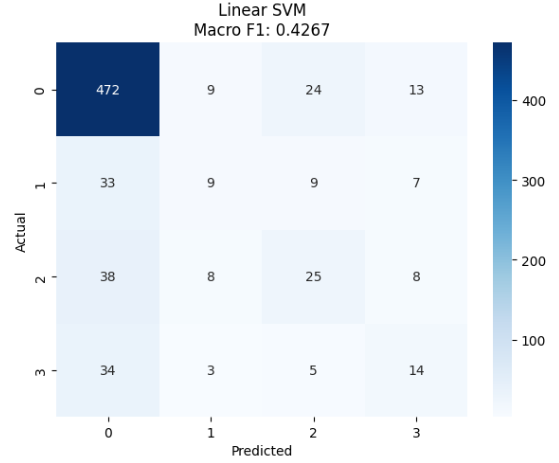 Linear SVM
Macro F1: 0.4267
0 472 9 24 13
1 33 9 9 7
2 38 8 25 8
3 34 3 5 14
0 1 2 3
Actual
Predicted
400
300
200
100